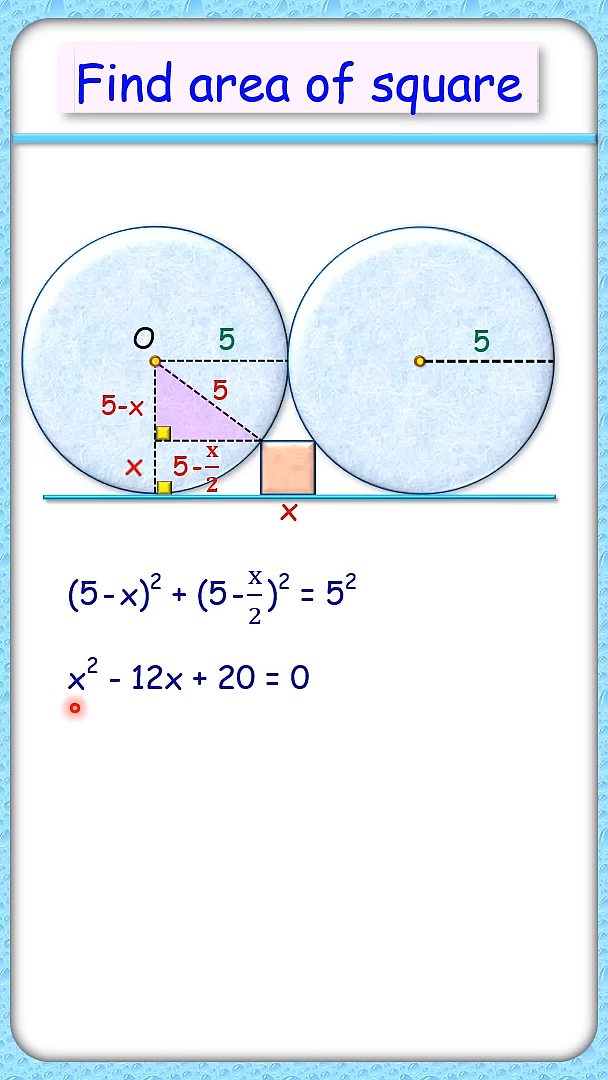 Find area of square
O 5 5
5-x 5
x 5-x/2
x
(5-x)² + (5-x/2)² = 5²
x² - 12x + 20 = 0